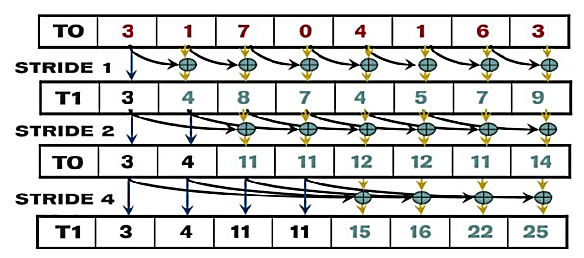 T0 3 1 7 0 4 1 6 3
STRIDE 1
T1 3 4 8 7 4 5 7 9
STRIDE 2
T0 3 4 11 11 12 12 11 14
STRIDE 4
T1 3 4 11 11 15 16 22 25